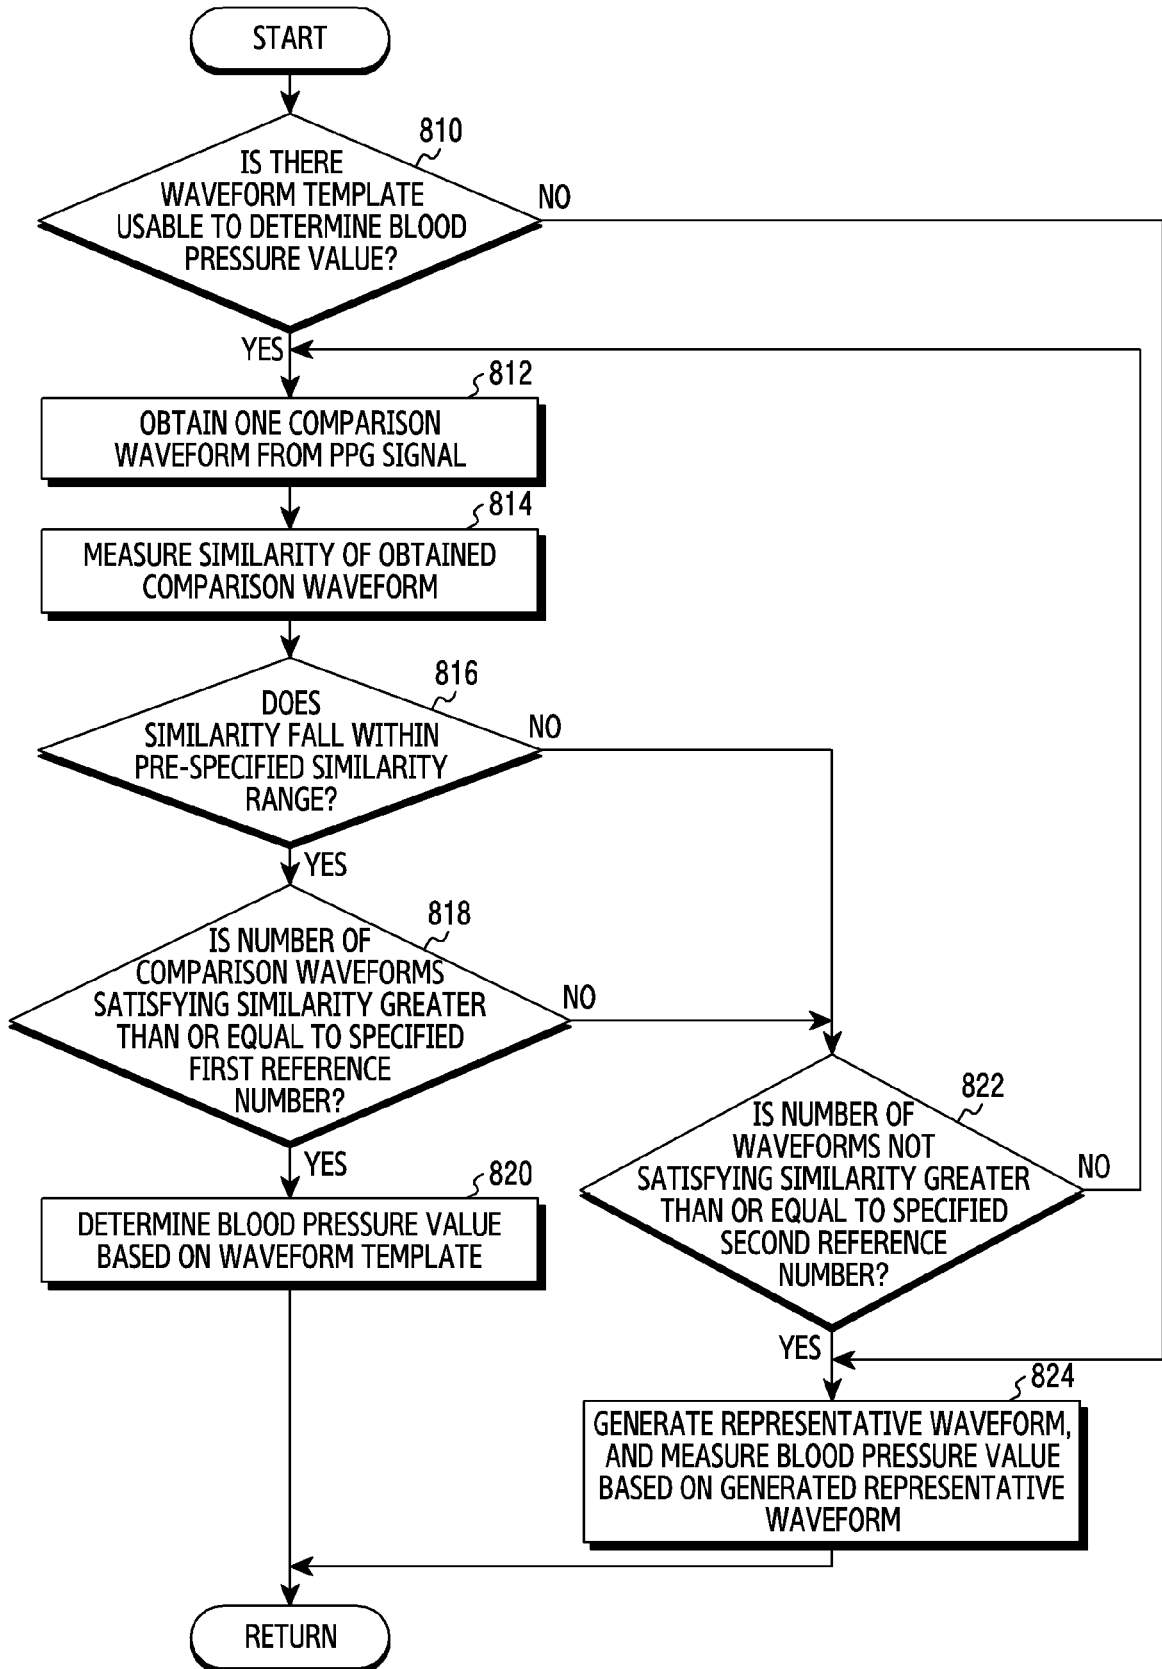 START
810
IS THERE
WAVEFORM TEMPLATE
USABLE TO DETERMINE BLOOD
PRESSURE VALUE?
NO
YES
812
OBTAIN ONE COMPARISON
WAVEFORM FROM PPG SIGNAL
814
MEASURE SIMILARITY OF OBTAINED
COMPARISON WAVEFORM
816
DOES
SIMILARITY FALL WITHIN
PRE-SPECIFIED SIMILARITY
RANGE?
NO
YES
818
IS NUMBER OF
COMPARISON WAVEFORMS
SATISFYING SIMILARITY GREATER
THAN OR EQUAL TO SPECIFIED
FIRST REFERENCE
NUMBER?
NO
YES
820
DETERMINE BLOOD PRESSURE VALUE
BASED ON WAVEFORM TEMPLATE
822
IS NUMBER OF
WAVEFORMS NOT
SATISFYING SIMILARITY GREATER
THAN OR EQUAL TO SPECIFIED
SECOND REFERENCE
NUMBER?
NO
YES
824
GENERATE REPRESENTATIVE WAVEFORM,
AND MEASURE BLOOD PRESSURE VALUE
BASED ON GENERATED REPRESENTATIVE
WAVEFORM
RETURN